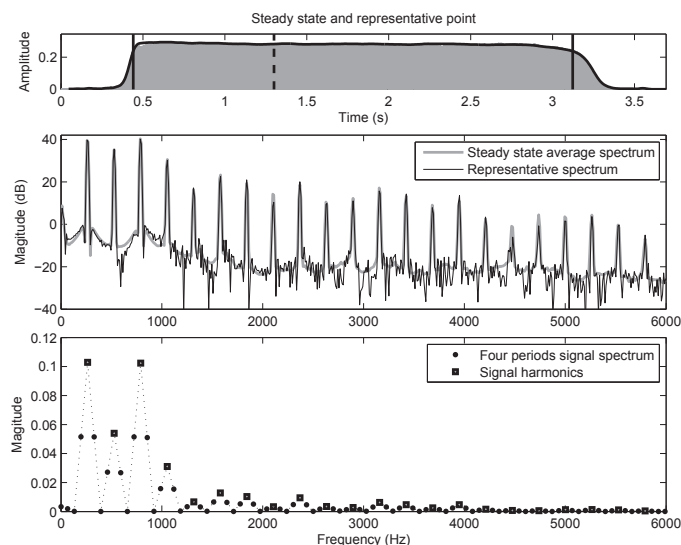 Steady state and representative point
Amplitude
0.2
0
0 0.5 1 1.5 2 2.5 3 3.5
Time (s)
Magitude (dB)
40
20
0
−20
−40
Steady state average spectrum
Representative spectrum
0 1000 2000 3000 4000 5000 6000
Magitude
0.12
0.1
0.08
0.06
0.04
0.02
0
Four periods signal spectrum
Signal harmonics
0 1000 2000 3000 4000 5000 6000
Frequency (Hz)